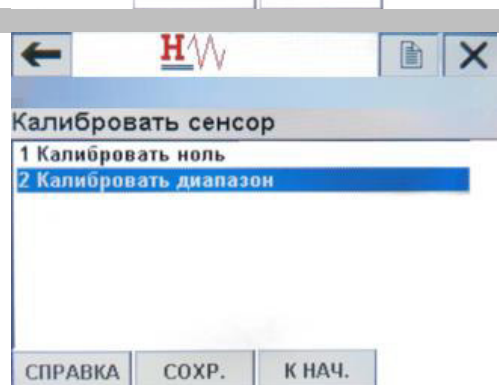 H
Калибровать сенсор
1 Калибровать ноль
2 Калибровать диапазон
СПРАВКА СОХР. К НАЧ.